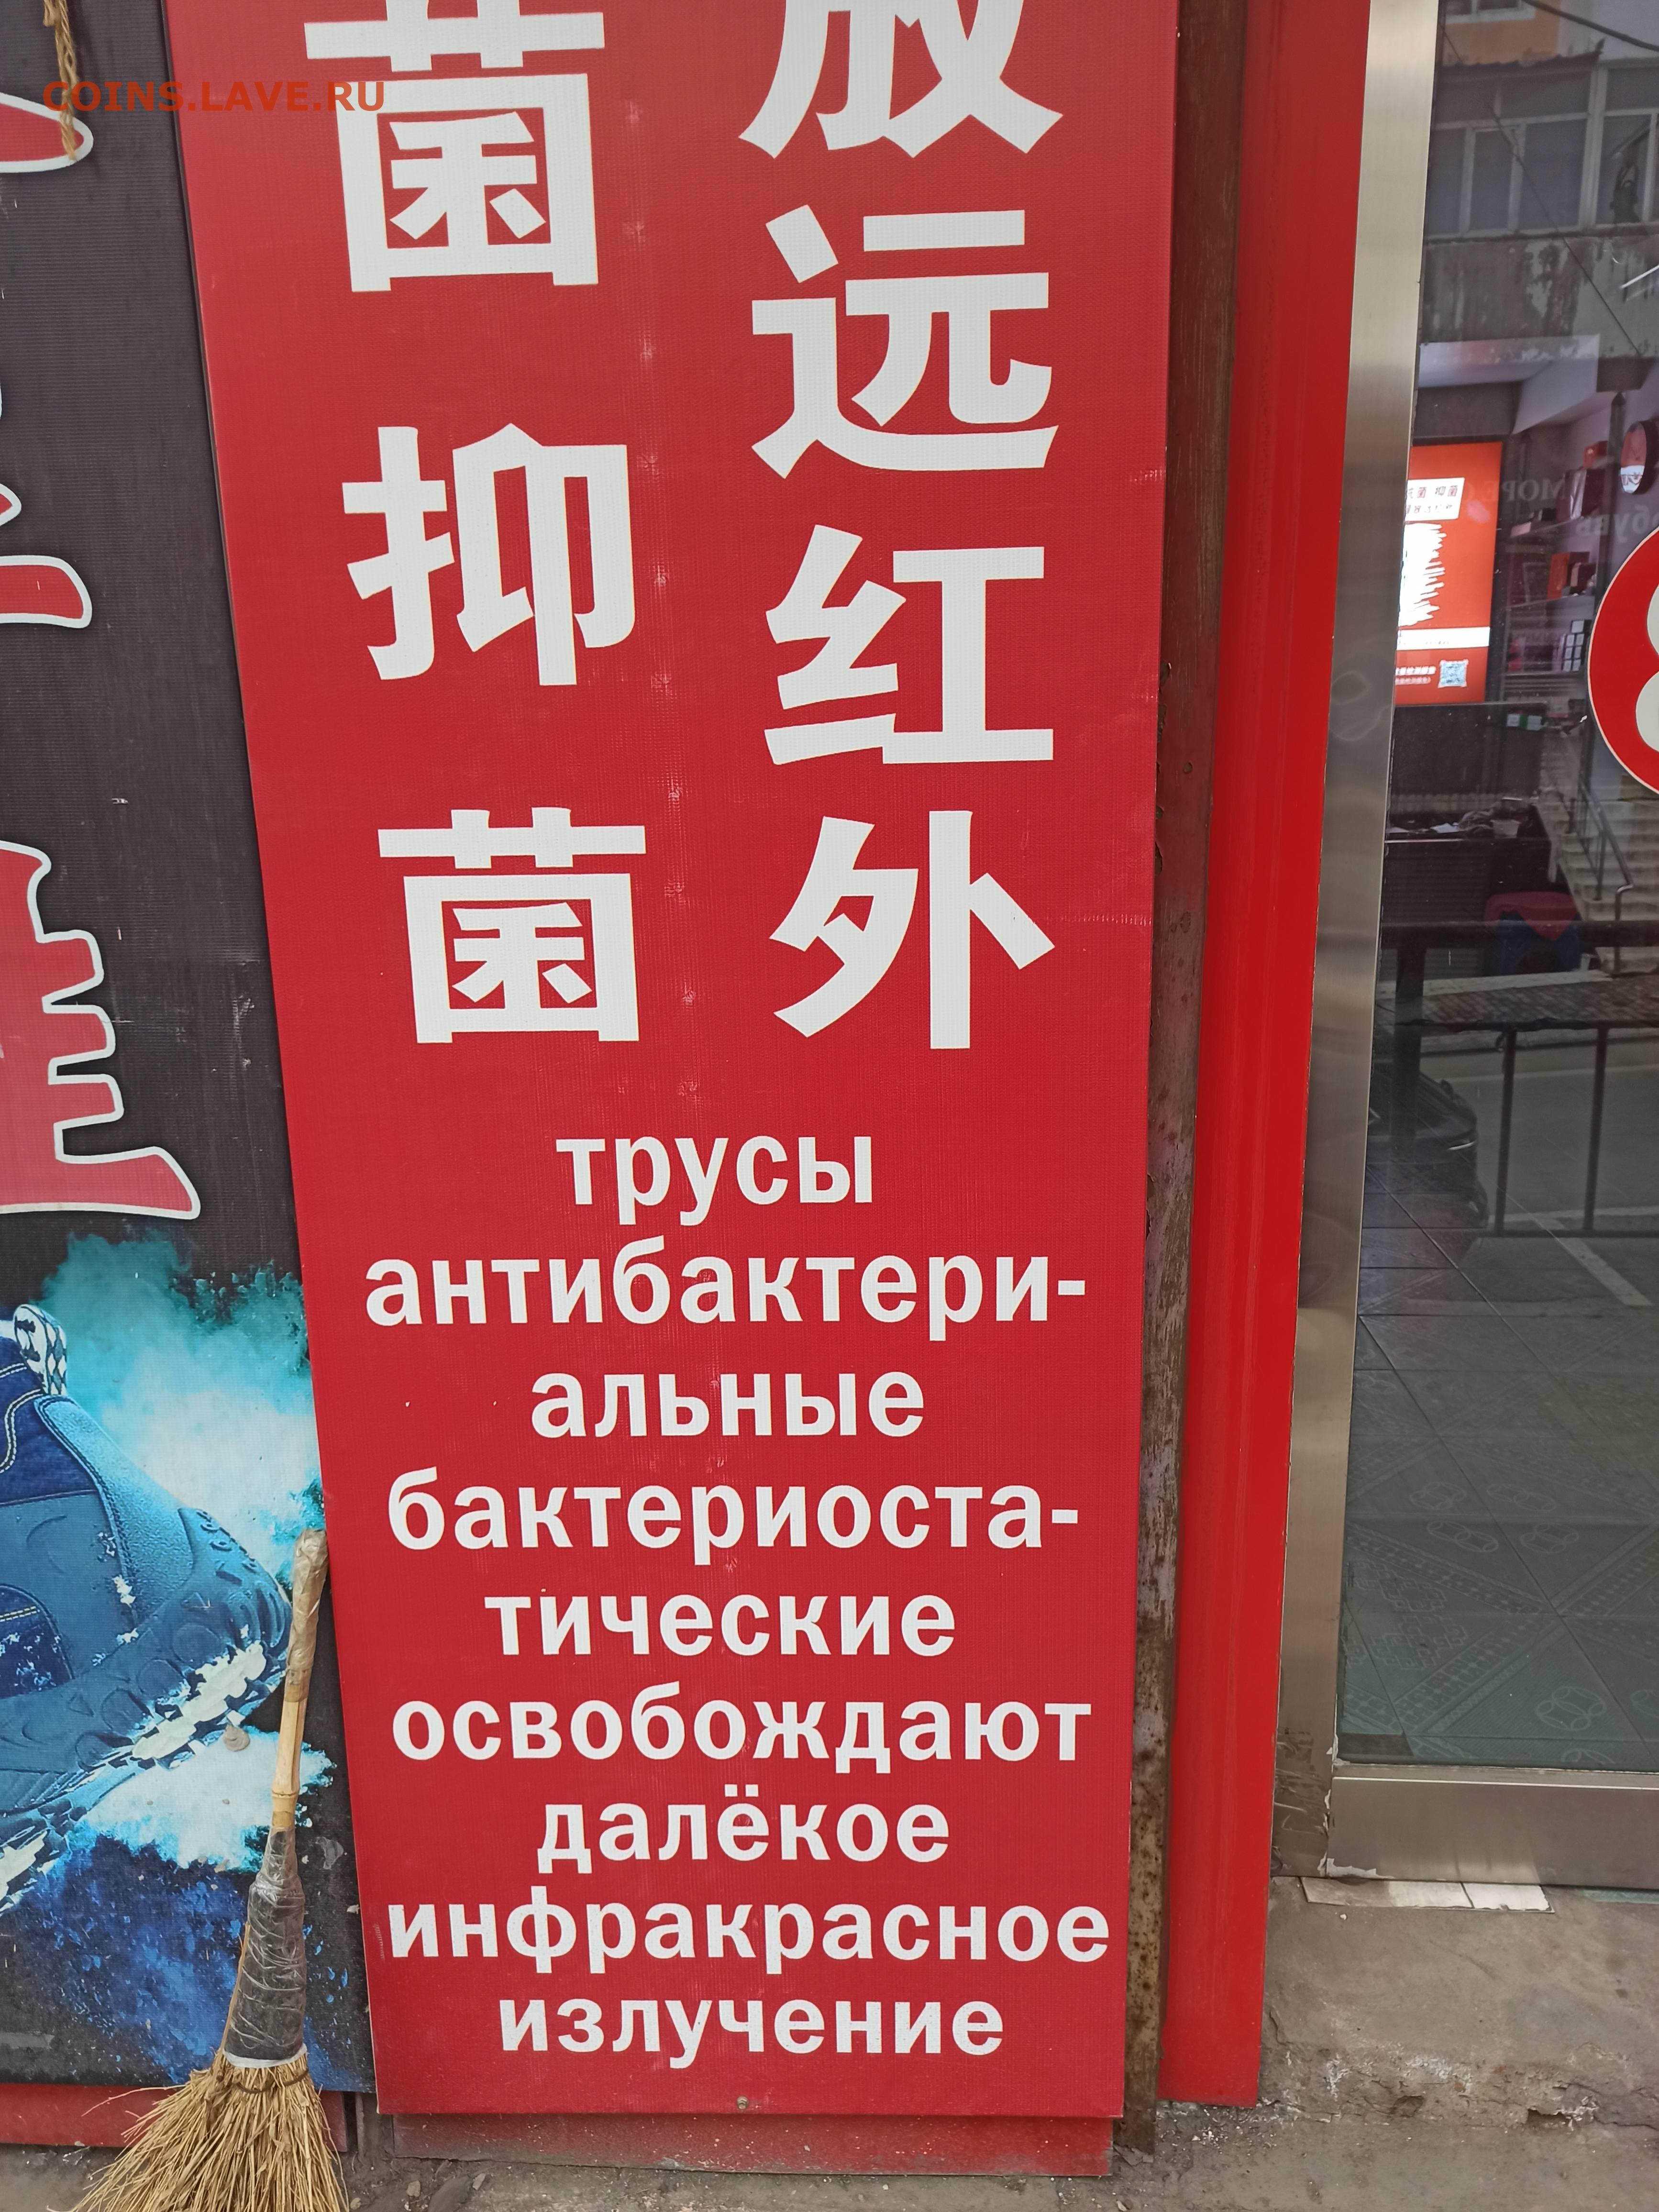 COINS.LAVE.RU
菌抑菌
放远红外
трусы
антибактери-
альные
бактериоста-
тические
освобождают
далёкое
инфракрасное
излучение